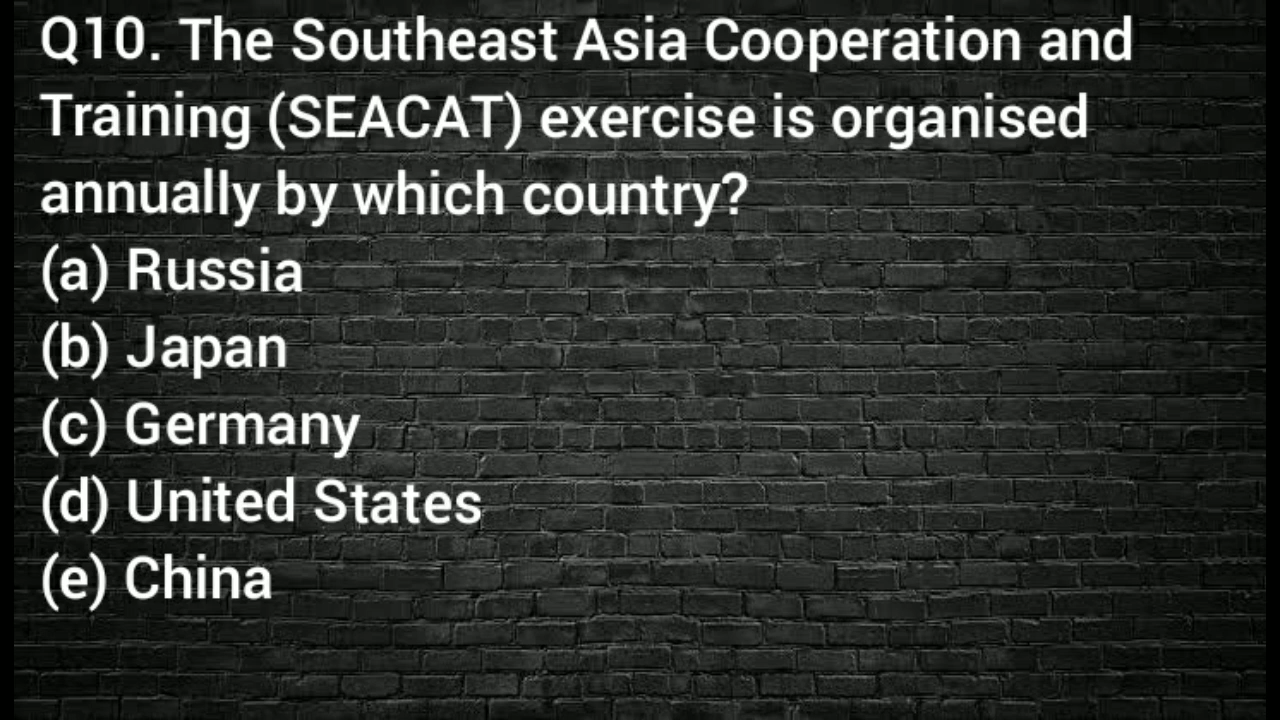 Q10. The Southeast Asia Cooperation and
Training (SEACAT) exercise is organised
annually by which country?
(a) Russia
(b) Japan
(c) Germany
(d) United States
(e) China